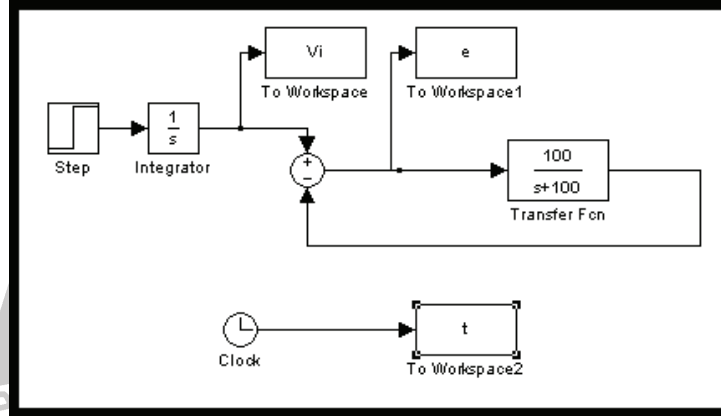 Vi
To Workspace
e
To Workspace1
Step
1
s
Integrator
+
−
100
s+100
Transfer Fcn
Clock
t
To Workspace2